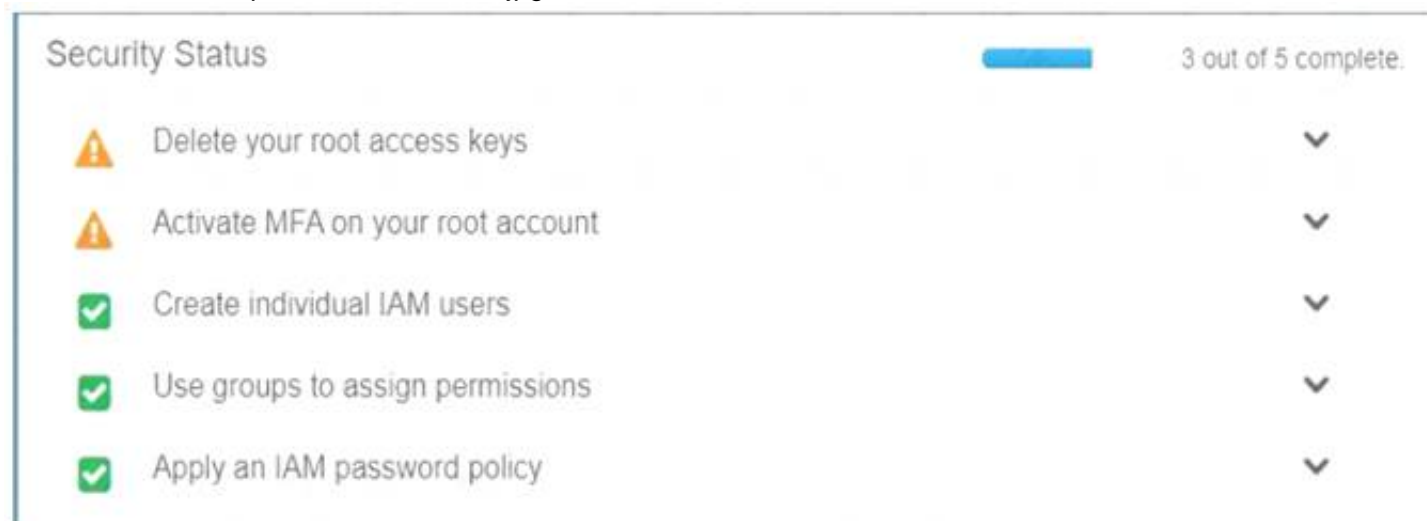 Security Status
3 out of 5 complete.
Delete your root access keys
Activate MFA on your root account
Create individual IAM users
Use groups to assign permissions
Apply an IAM password policy